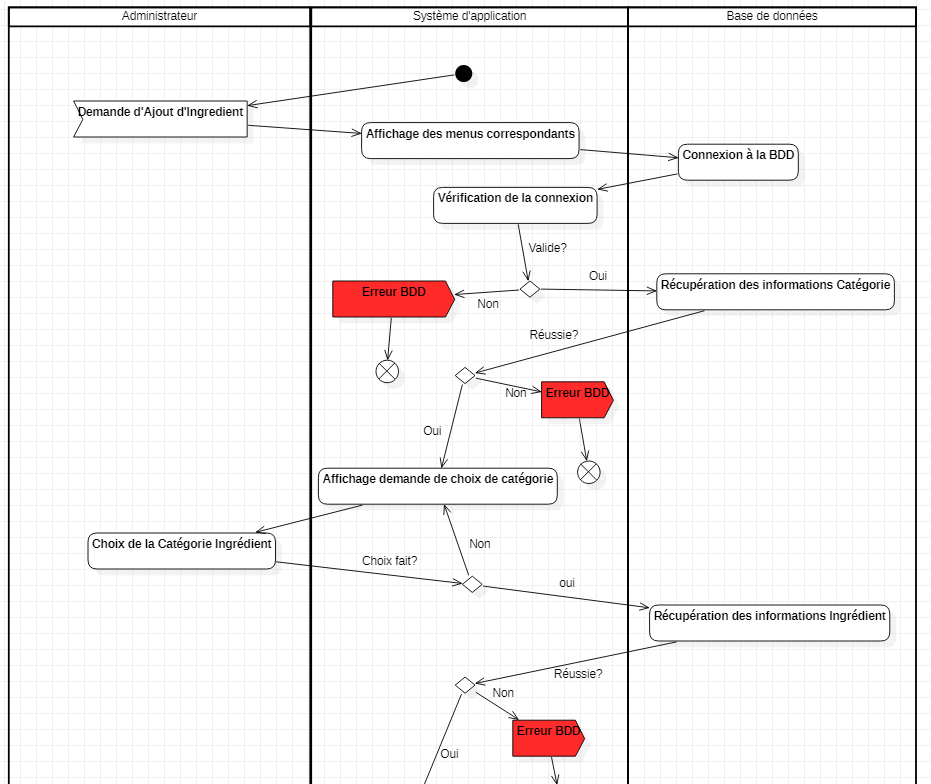 Administrateur
Système d'application
Base de données
Demande d'Ajout d'Ingredient
Affichage des menus correspondants
Connexion à la BDD
Vérification de la connexion
Valide?
Oui
Récupération des informations Catégorie
Erreur BDD
Non
Réussie?
Non
Erreur BDD
Oui
Affichage demande de choix de catégorie
Choix de la Catégorie Ingrédient
Non
Choix fait?
oui
Récupération des informations Ingrédient
Réussie?
Non
Erreur BDD
Oui